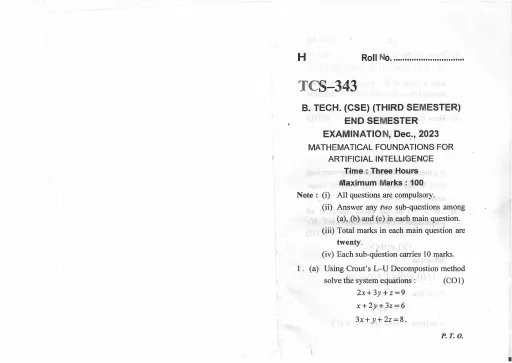 H Roll No. ...............................
TCS–343
B. TECH. (CSE) (THIRD SEMESTER)
END SEMESTER
EXAMINATION, Dec., 2023
MATHEMATICAL FOUNDATIONS FOR
ARTIFICIAL INTELLIGENCE
Time : Three Hours
Maximum Marks : 100
Note : (i) All questions are compulsory.
(ii) Answer any two sub-questions among
(a), (b) and (c) in each main question.
(iii) Total marks in each main question are
twenty.
(iv) Each sub-question carries 10 marks.
1. (a) Using Crout's L–U Decompostion method
solve the system equations : (CO1)
2x + 3y + z = 9
x + 2y + 3z = 6
3x + y + 2z = 8.
P. T. O.